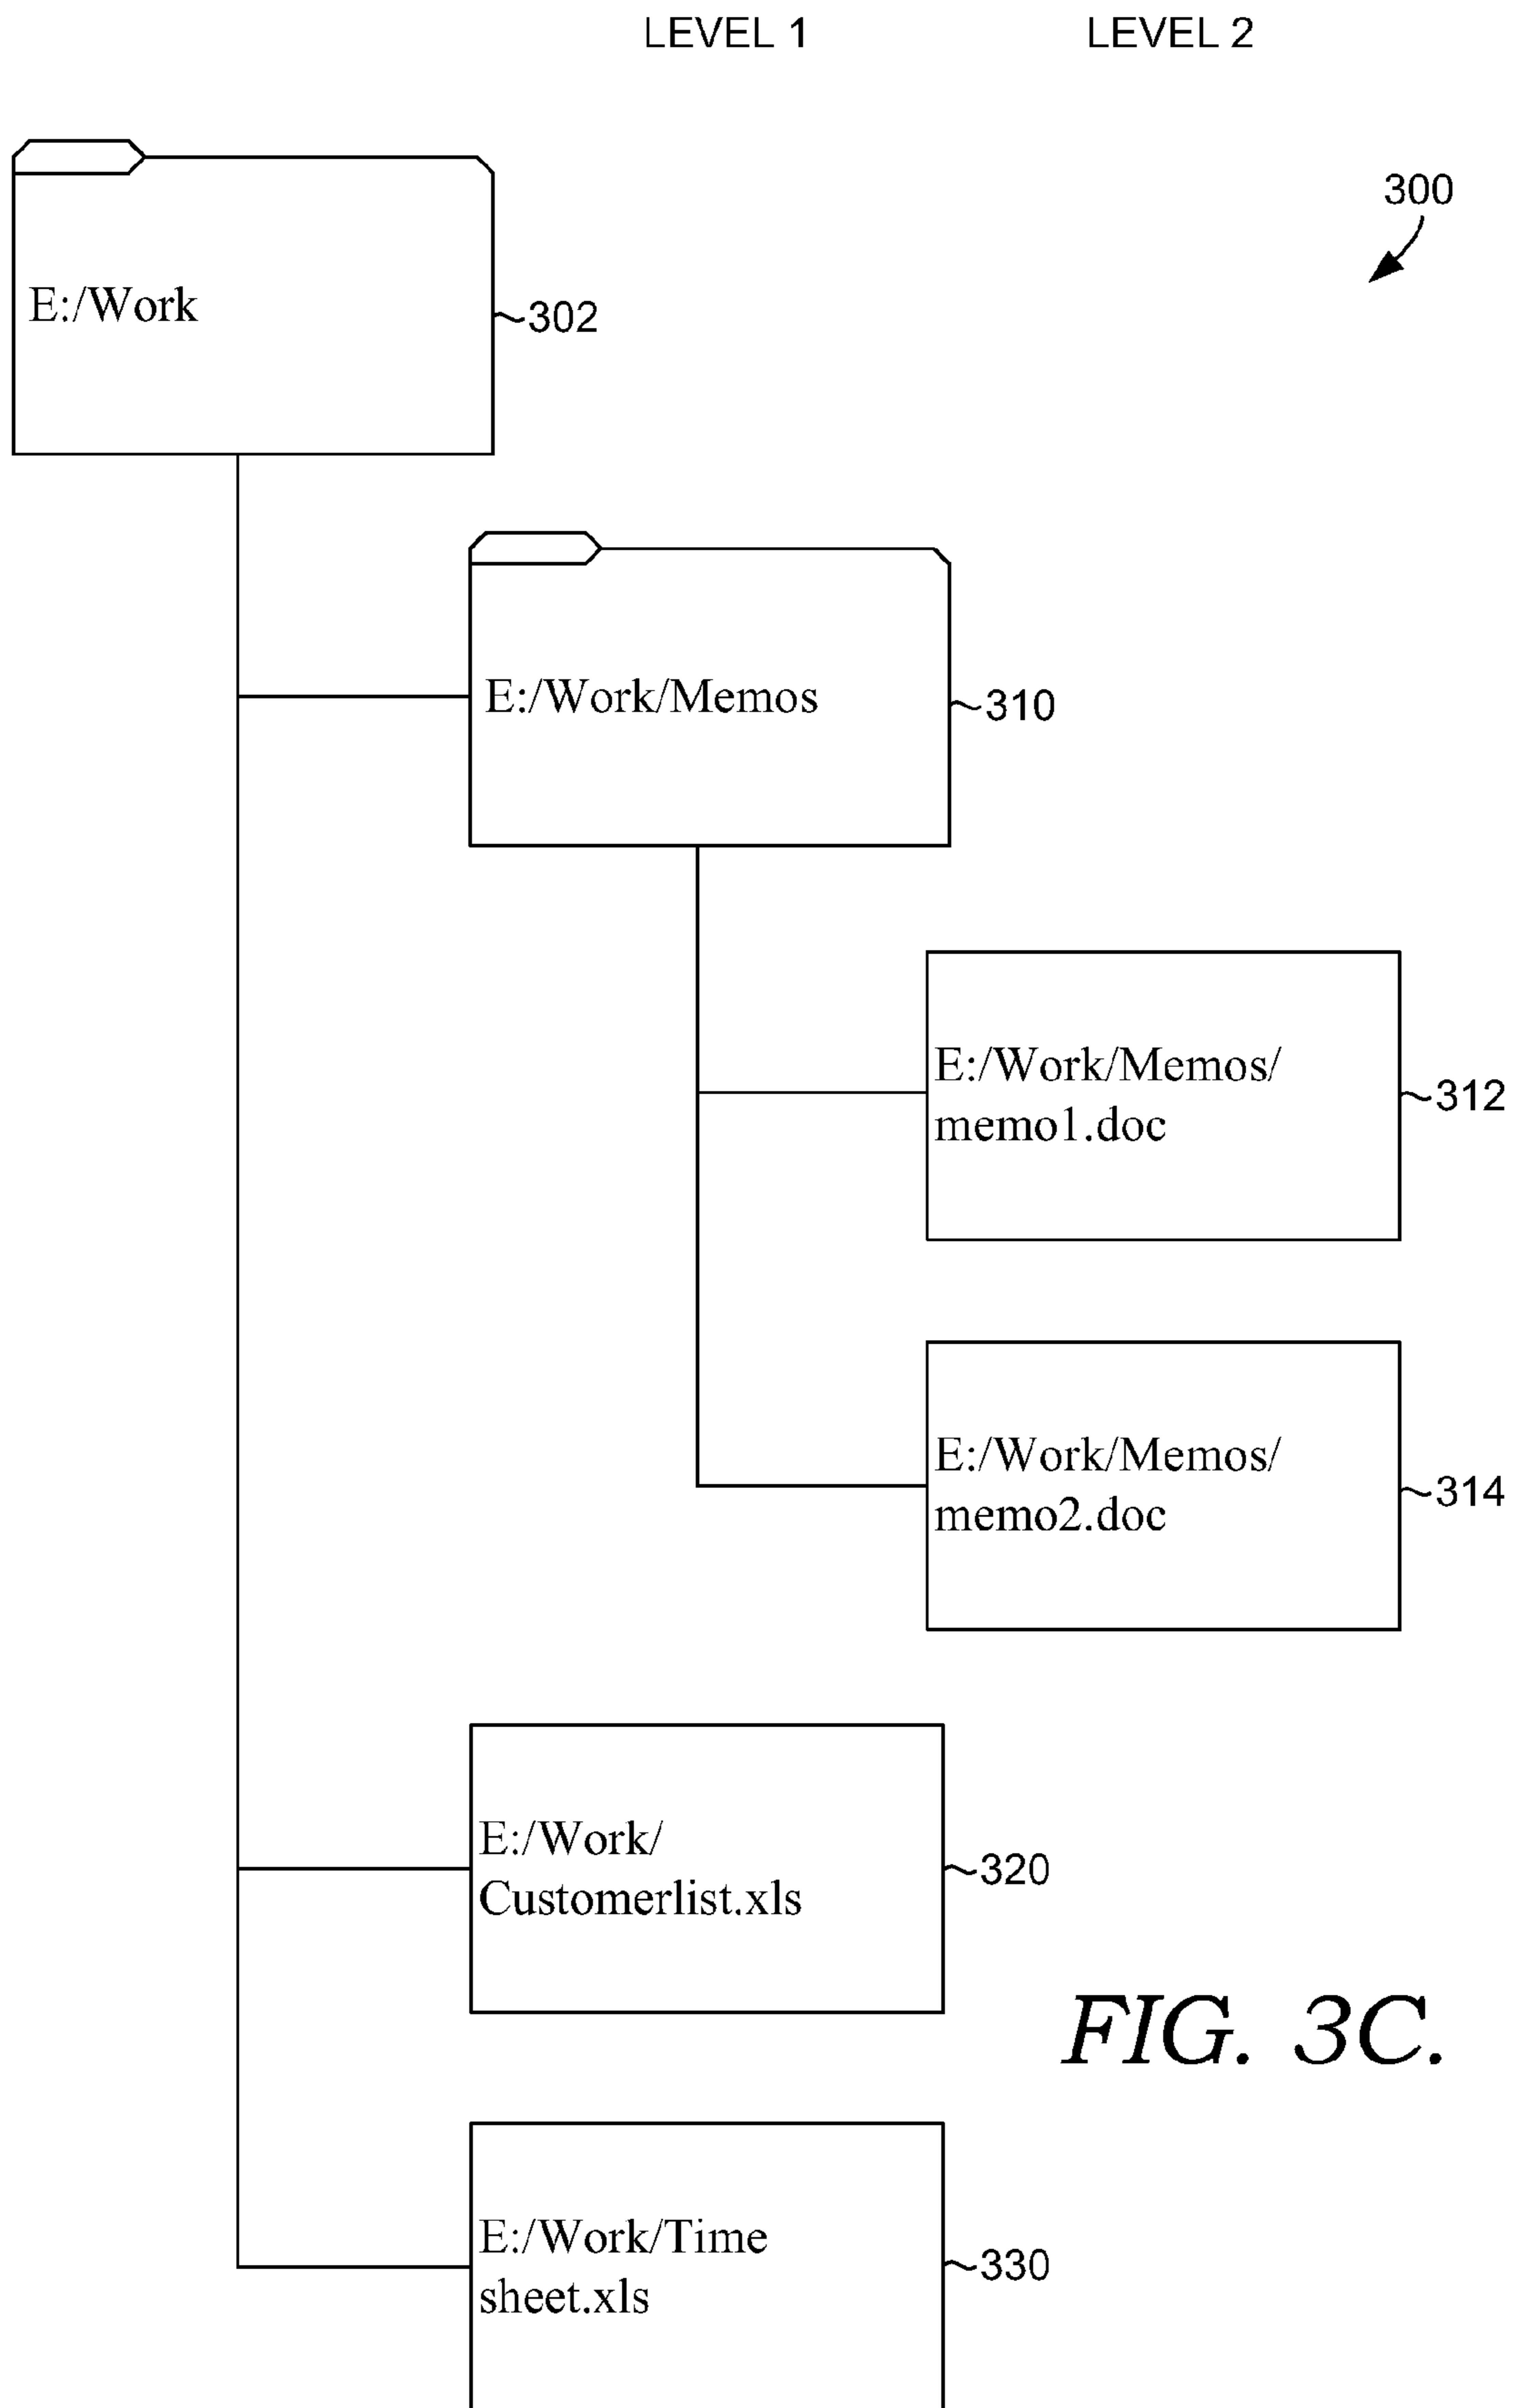 LEVEL 1 LEVEL 2
300
E:/Work
302
E:/Work/Memos
310
E:/Work/Memos/
memo1.doc
312
E:/Work/Memos/
memo2.doc
314
E:/Work/
Customerlist.xls
320
FIG. 3C.
E:/Work/Time
sheet.xls
330